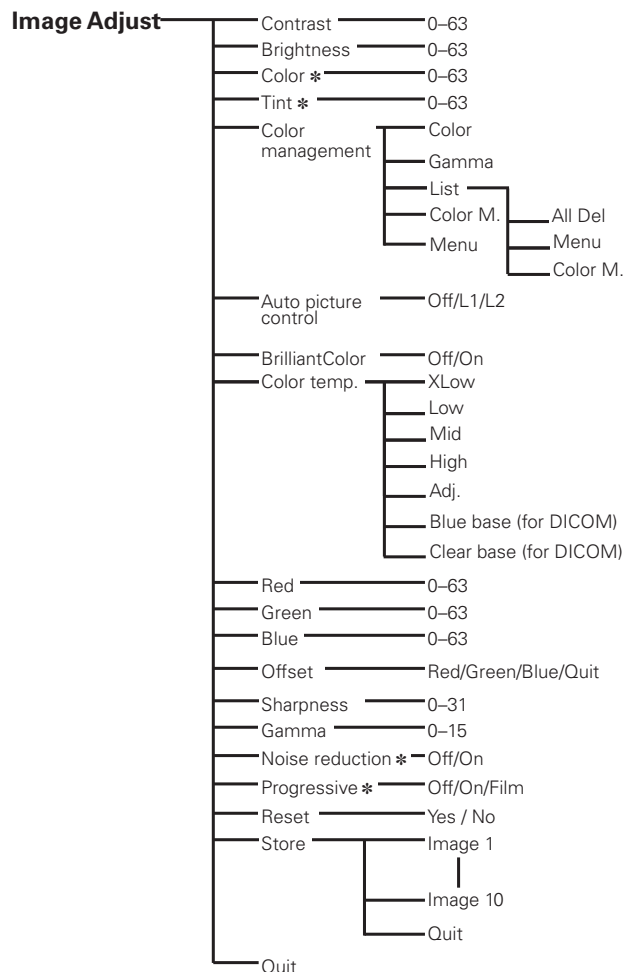 Image Adjust Contrast 0–63
Brightness 0–63
Color * 0–63
Tint * 0–63
Color management Color
Gamma
List
All Del
Color M.
Menu
Menu
Color M.
Auto picture control Off/L1/L2
BrilliantColor Off/On
Color temp. XLow
Low
Mid
High
Adj.
Blue base (for DICOM)
Clear base (for DICOM)
Red 0–63
Green 0–63
Blue 0–63
Offset Red/Green/Blue/Quit
Sharpness 0–31
Gamma 0–15
Noise reduction * Off/On
Progressive * Off/On/Film
Reset Yes / No
Store Image 1
Image 10
Quit
Quit